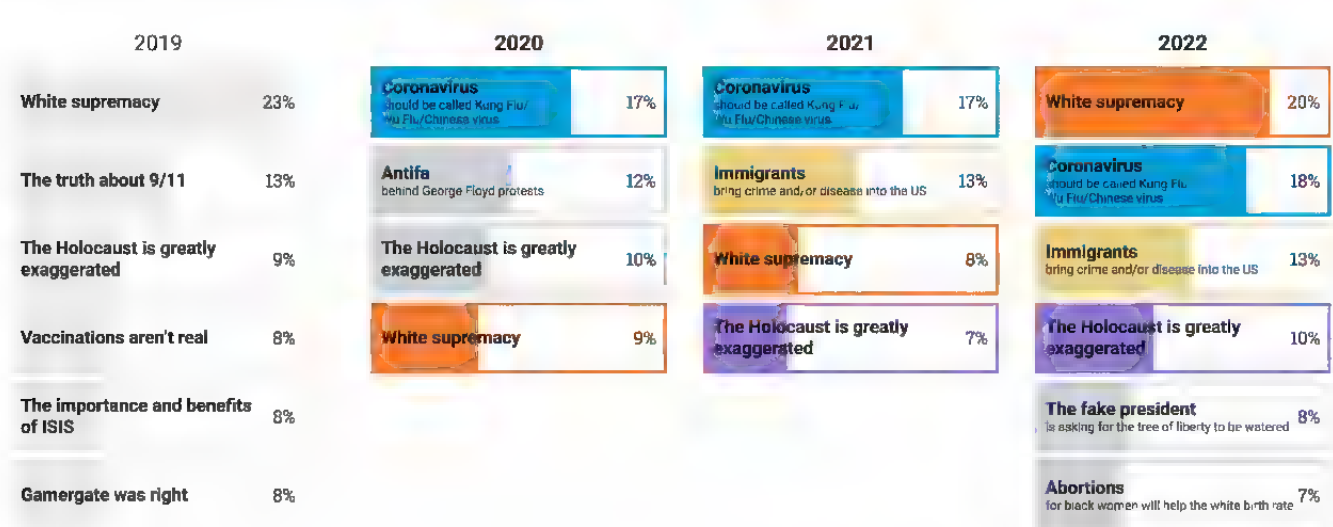 2019
White supremacy 23%
The truth about 9/11 13%
The Holocaust is greatly
exaggerated 9%
Vaccinations aren't real 8%
The importance and benefits
of ISIS 8%
Gamergate was right 8%
2020
Coronavirus
should be called Kung Flu/
Wu Flu/Chinese virus 17%
Antifa
behind George Floyd protests 12%
The Holocaust is greatly
exaggerated 10%
White supremacy 9%
2021
Coronavirus
should be called Kung Flu/
Wu Flu/Chinese virus 17%
Immigrants
bring crime and/or disease into the US 13%
White supremacy 8%
The Holocaust is greatly
exaggerated 7%
2022
White supremacy 20%
Coronavirus
should be called Kung Flu
Wu Flu/Chinese virus 18%
Immigrants
bring crime and/or disease into the US 13%
The Holocaust is greatly
exaggerated 10%
The fake president
is asking for the tree of liberty to be watered 8%
Abortions
for black women will help the white birth rate 7%